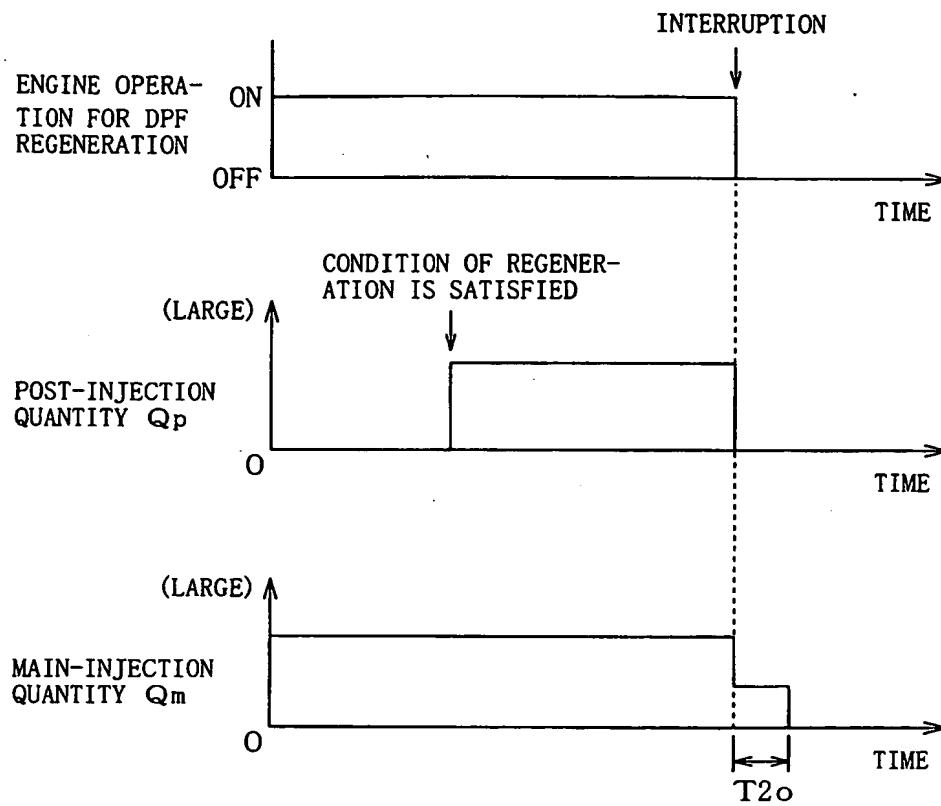 INTERRUPTION
ENGINE OPERA-
TION FOR DPF
REGENERATION
ON
OFF
TIME
CONDITION OF REGENER-
ATION IS SATISFIED
(LARGE)
POST-INJECTION
QUANTITY Qp
O
TIME
(LARGE)
MAIN-INJECTION
QUANTITY Qm
O
TIME
T2o